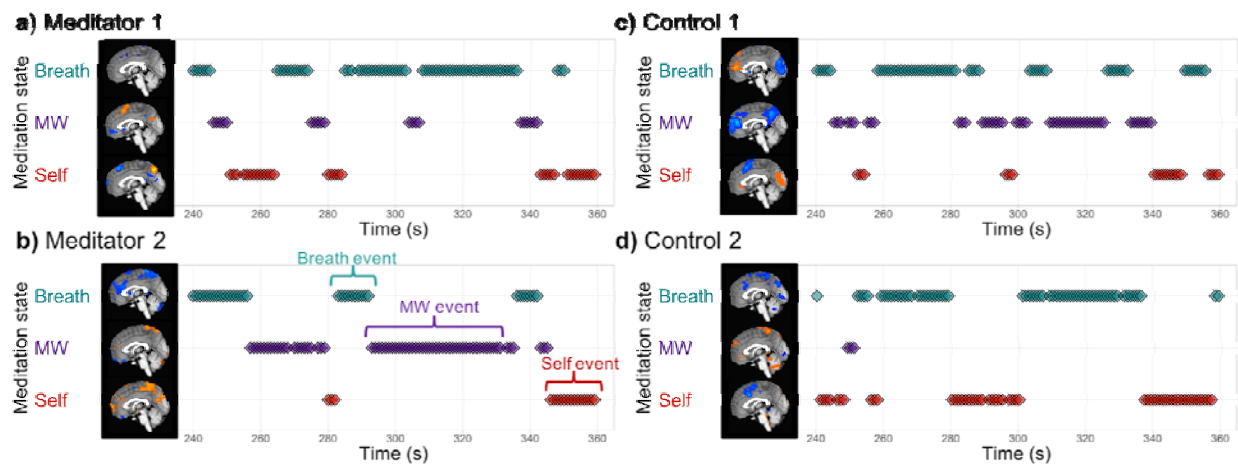 a) Meditator 1
Meditation state
Breath
MW
Self
240 260 280 300 320 340 360
Time (s)
c) Control 1
Meditation state
Breath
MW
Self
240 260 280 300 320 340 360
Time (s)
b) Meditator 2
Meditation state
Breath
MW
Self
Breath event
MW event
Self event
240 260 280 300 320 340 360
Time (s)
d) Control 2
Meditation state
Breath
MW
Self
240 260 280 300 320 340 360
Time (s)